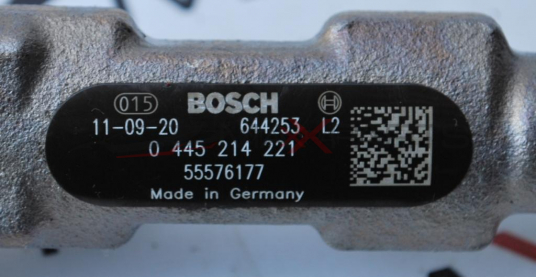 015 BOSCH
11-09-20 644253 L2
0 445 214 221
55576177
Made in Germany